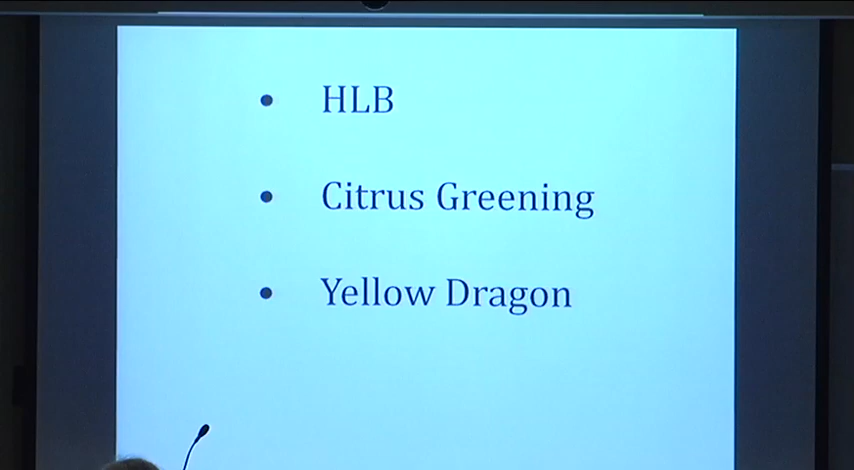 • HLB
• Citrus Greening
• Yellow Dragon